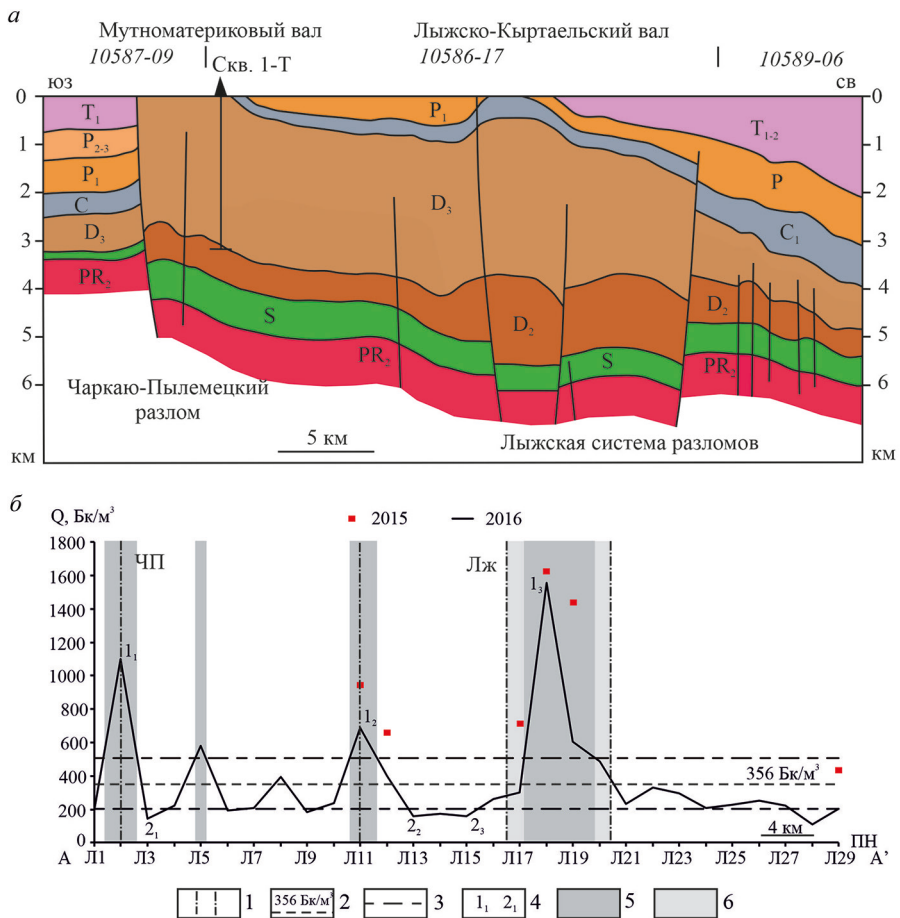 а
Мутноматериковый вал
Лыжско-Кыртаельский вал
10587-09
10586-17
10589-06
Скв. 1-Т
юз
св
0
1
2
3
4
5
6
км
0
1
2
3
4
5
6
км
T₁
P₂₋₃
P₁
C
D₃
PR₂
P₁
D₃
S
PR₂
D₂
S
T₁₋₂
P
C₁
D₂
PR₂
Чаркаю-Пылемецкий
разлом
5 км
Лыжская система разломов
б
Q, Бк/м³
2015
2016
1800
1600
1400
1200
1000
800
600
400
200
0
ЧП
Лж
1₁
1₂
1₃
2₁
2₂
2₃
356 Бк/м³
4 км
ПН
А
Л1
Л3
Л5
Л7
Л9
Л11
Л13
Л15
Л17
Л19
Л21
Л23
Л25
Л27
Л29
А'
1
356 Бк/м³ 2
3
1₁ 2₁ 4
5
6